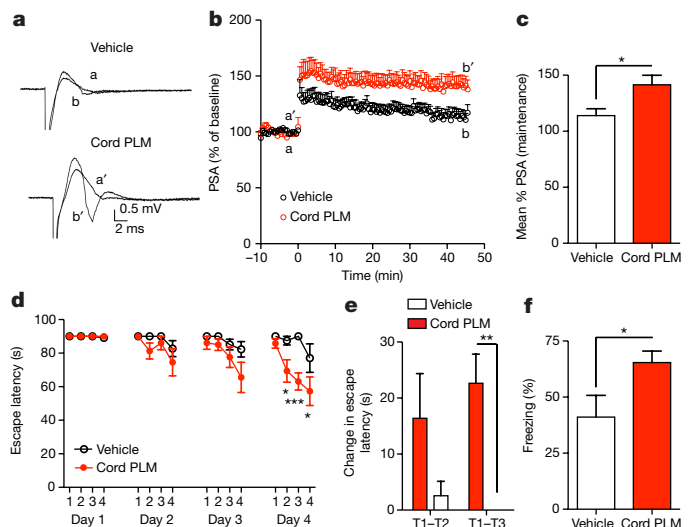 a
Vehicle
a
b
Cord PLM
a′
b′
0.5 mV
2 ms
b
PSA (% of baseline)
200
150
100
50
0
–10 0 10 20 30 40 50
Time (min)
a′
a
b′
b
Vehicle
Cord PLM
c
Mean % PSA (maintenance)
150
100
50
0
*
Vehicle Cord PLM
d
Escape latency (s)
100
80
60
40
0
Vehicle
Cord PLM
*
***
*
1 2 3 4 1 2 3 4 1 2 3 4 1 2 3 4
Day 1 Day 2 Day 3 Day 4
e
Vehicle
Cord PLM
Change in escape
latency (s)
30
20
10
0
**
T1–T2 T1–T3
f
Freezing (%)
75
50
25
0
*
Vehicle Cord PLM